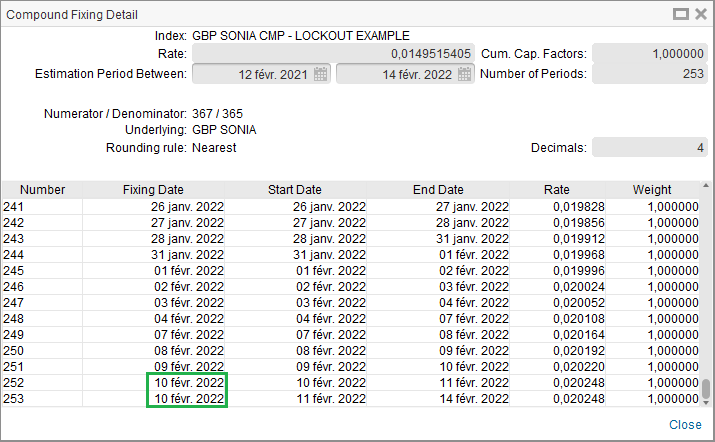 Compound Fixing Detail
Index: GBP SONIA CMP - LOCKOUT EXAMPLE
Rate: 0,0149515405 Cum. Cap. Factors: 1,000000
Estimation Period Between: 12 févr. 2021 14 févr. 2022 Number of Periods: 253
Numerator / Denominator: 367 / 365
Underlying: GBP SONIA
Rounding rule: Nearest Decimals: 4
Number Fixing Date Start Date End Date Rate Weight
241 26 janv. 2022 26 janv. 2022 27 janv. 2022 0,019828 1,000000
242 27 janv. 2022 27 janv. 2022 28 janv. 2022 0,019856 1,000000
243 28 janv. 2022 28 janv. 2022 31 janv. 2022 0,019912 1,000000
244 31 janv. 2022 31 janv. 2022 01 févr. 2022 0,019968 1,000000
245 01 févr. 2022 01 févr. 2022 02 févr. 2022 0,019996 1,000000
246 02 févr. 2022 02 févr. 2022 03 févr. 2022 0,020024 1,000000
247 03 févr. 2022 03 févr. 2022 04 févr. 2022 0,020052 1,000000
248 04 févr. 2022 04 févr. 2022 07 févr. 2022 0,020108 1,000000
249 07 févr. 2022 07 févr. 2022 08 févr. 2022 0,020164 1,000000
250 08 févr. 2022 08 févr. 2022 09 févr. 2022 0,020192 1,000000
251 09 févr. 2022 09 févr. 2022 10 févr. 2022 0,020220 1,000000
252 10 févr. 2022 10 févr. 2022 11 févr. 2022 0,020248 1,000000
253 10 févr. 2022 11 févr. 2022 14 févr. 2022 0,020248 1,000000
Close